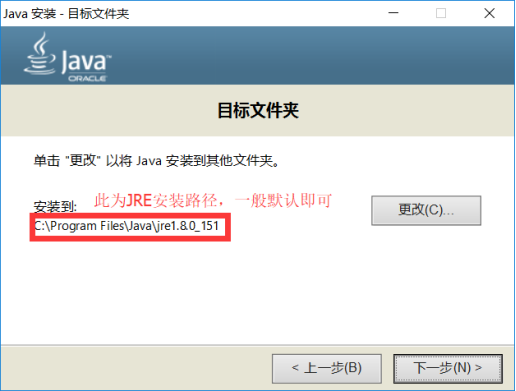 Java 安装 - 目标文件夹
Java
ORACLE
目标文件夹
单击 "更改" 以将 Java 安装到其他文件夹。
安装到:
此为JRE安装路径，一般默认即可
更改(C)...
C:\Program Files\Java\jre1.8.0_151
< 上一步(B)
下一步(N) >